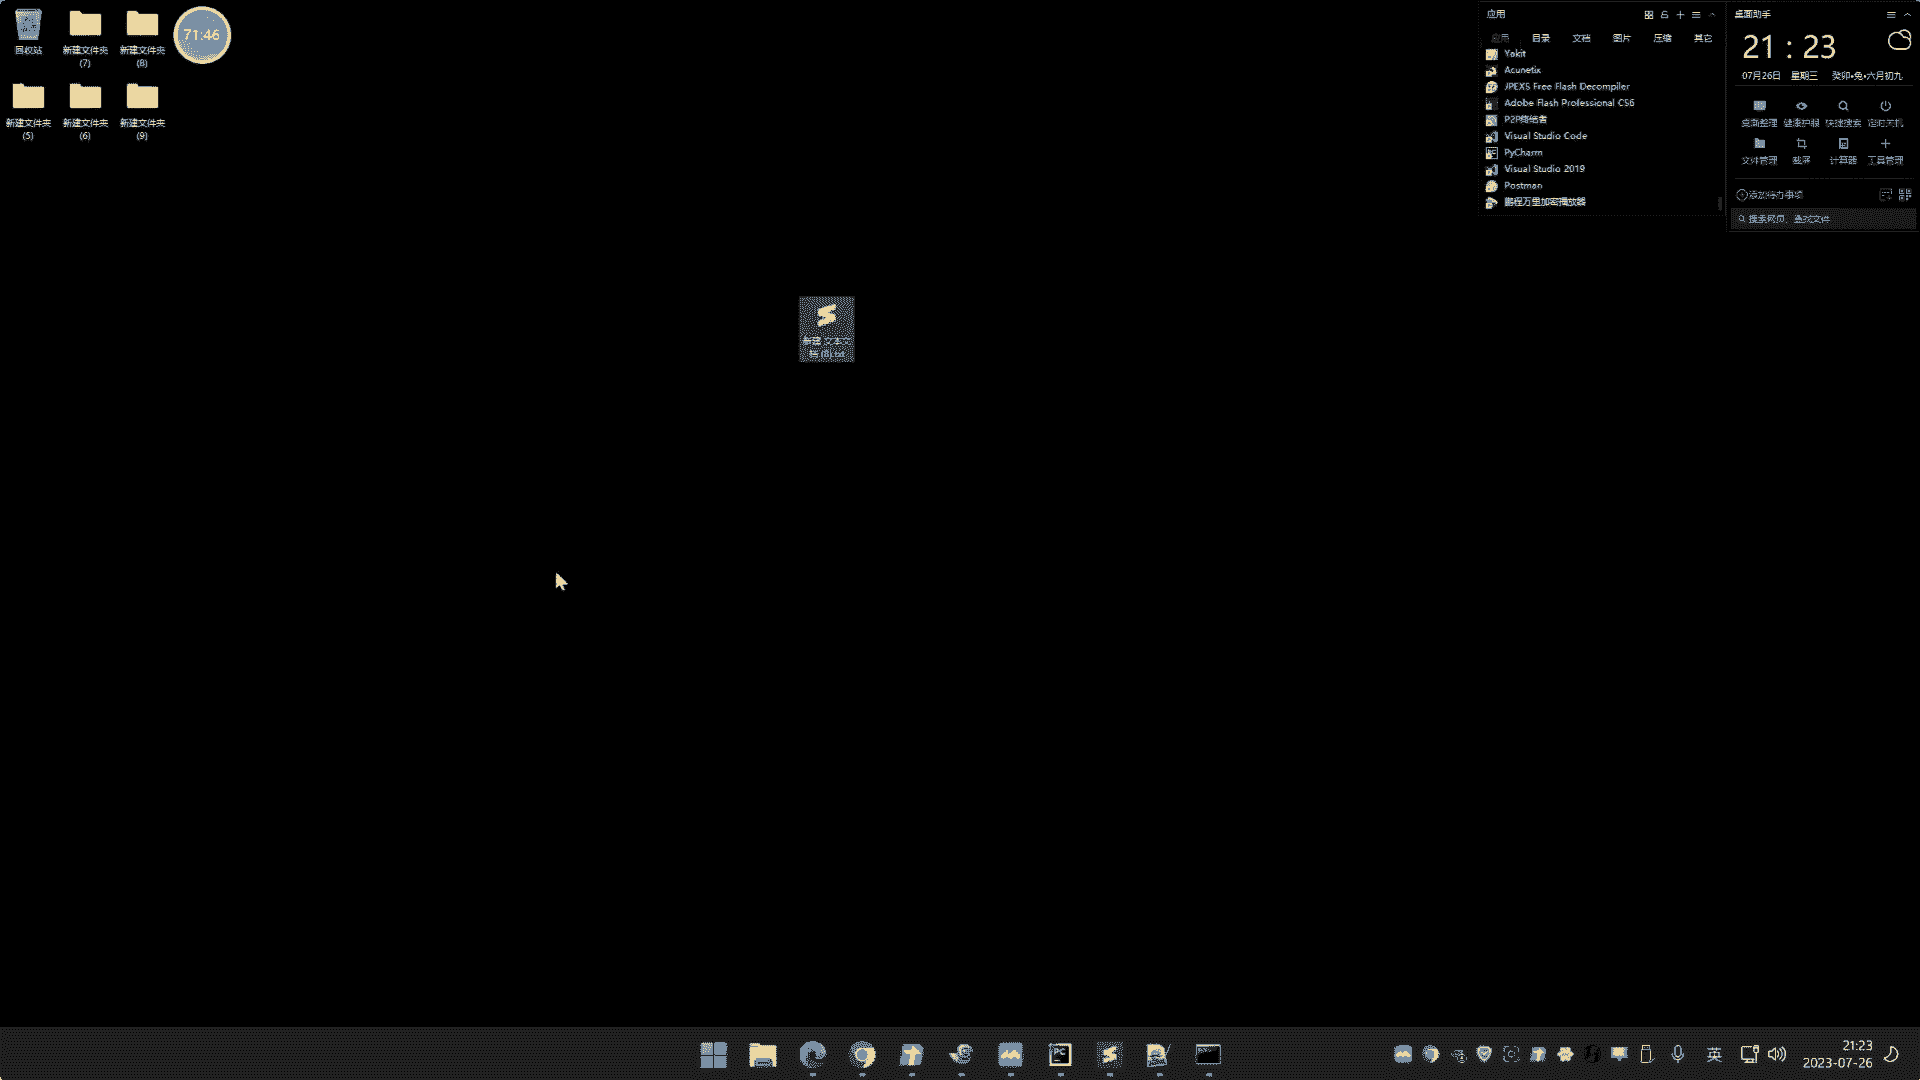 回收站
新建文件夹
(7)
新建文件夹
(8)
71:46
新建文件夹
(5)
新建文件夹
(6)
新建文件夹
(9)
新建 文本文
档 (8).txt
应用
应用 目录 文档 图片 压缩 其它
Yakit
Acunetix
JPEXS Free Flash Decompiler
Adobe Flash Professional CS6
P2P终结者
Visual Studio Code
PyCharm
Visual Studio 2019
Postman
鹏程万里加密播放器
桌面助手
21 : 23
07月26日 星期三 癸卯•兔•六月初九
桌面整理 健康护眼 快捷搜索 定时关机
文件管理 截屏 计算器 工具管理
添加待办事项
搜索网页、查找文件
PC
英
21:23
2023-07-26